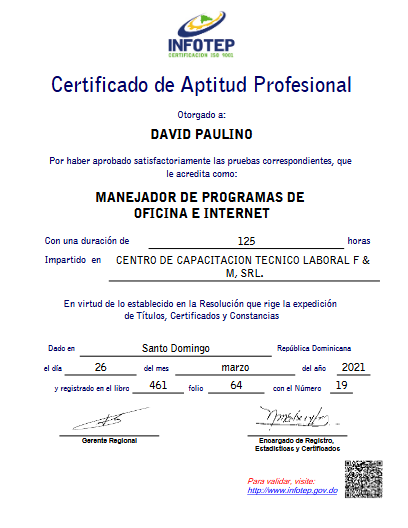 INFOTEP
CERTIFICACION ISO 9001
Certificado de Aptitud Profesional
Otorgado a:
DAVID PAULINO
Por haber aprobado satisfactoriamente las pruebas correspondientes, que
le acredita como:
MANEJADOR DE PROGRAMAS DE
OFICINA E INTERNET
Con una duración de 125 horas
Impartido en CENTRO DE CAPACITACION TECNICO LABORAL F &
M, SRL.
En virtud de lo establecido en la Resolución que rige la expedición
de Títulos, Certificados y Constancias
Dado en Santo Domingo República Dominicana
el día 26 del mes marzo del año 2021
y registrado en el libro 461 folio 64 con el Número 19
Gerente Regional
Encargado de Registro,
Estadísticas y Certificados
Para validar, visite:
http://www.infotep.gov.do